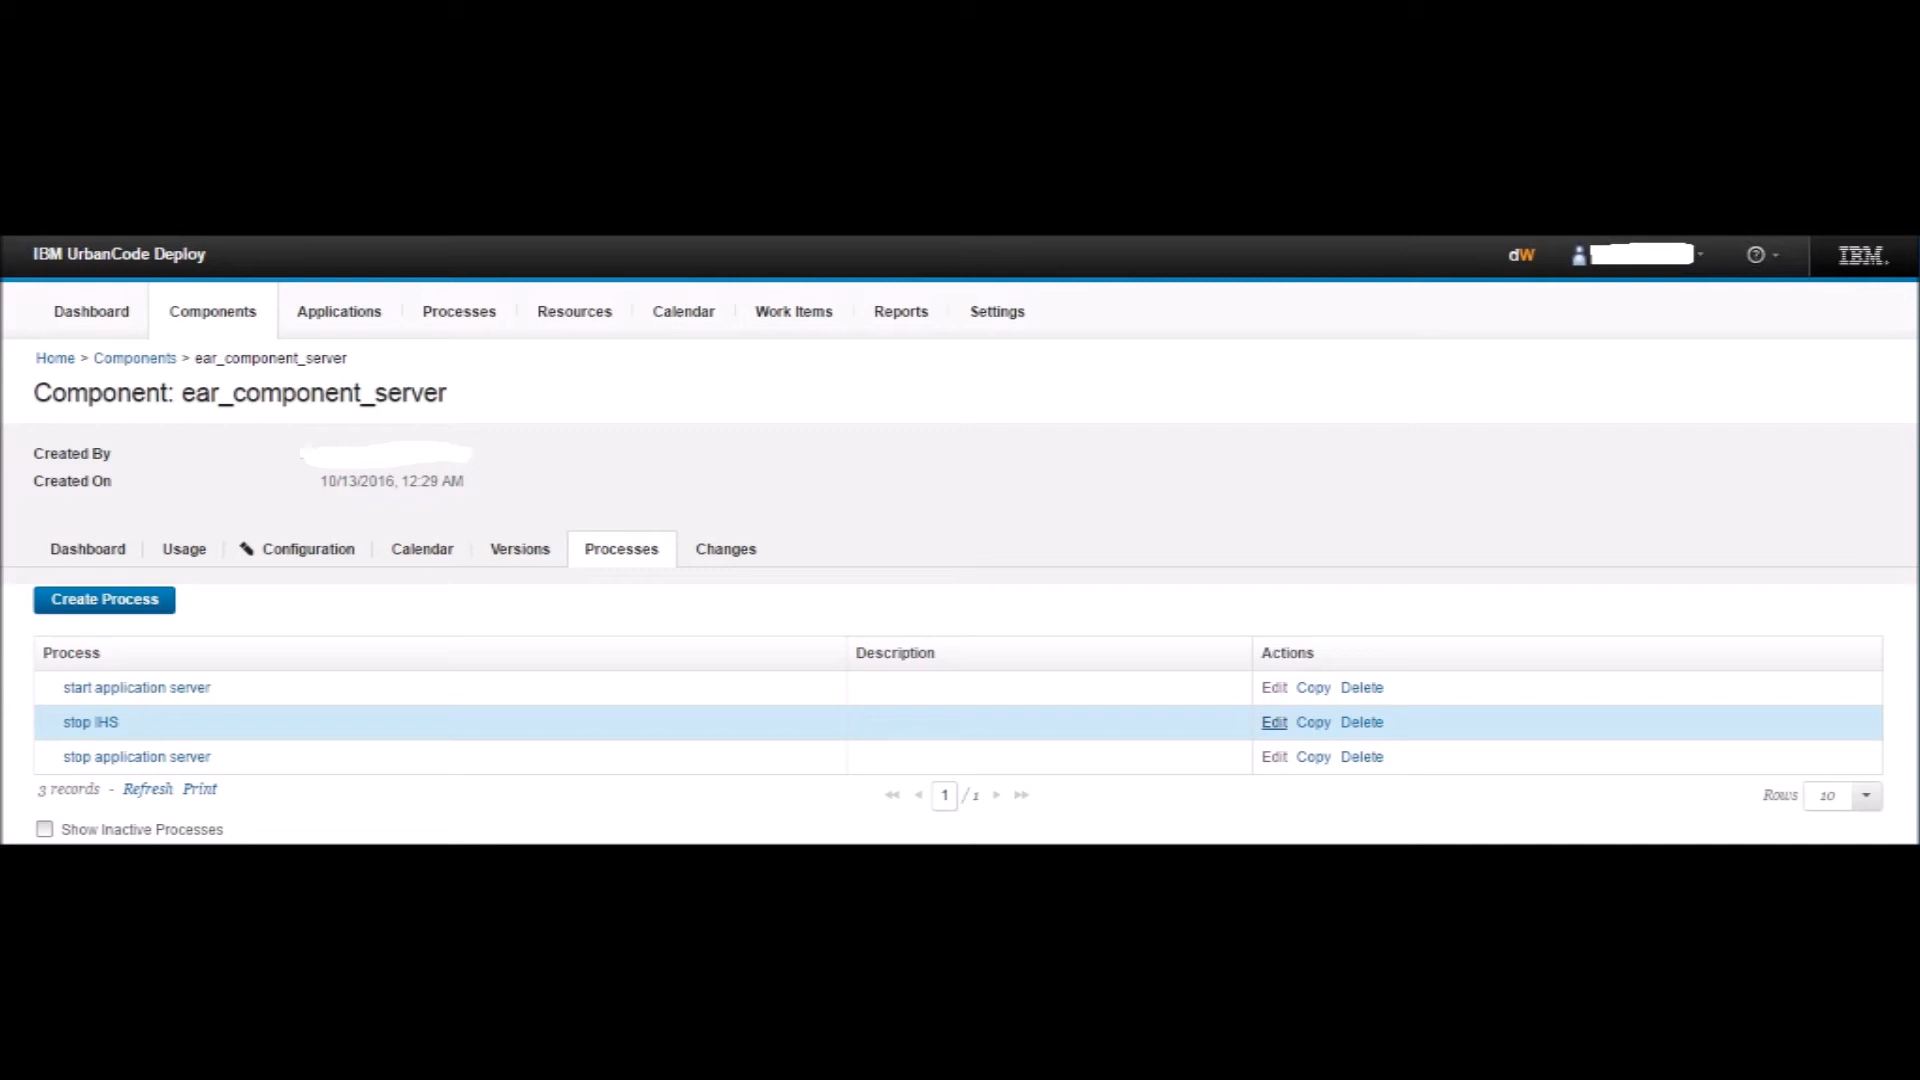 IBM UrbanCode Deploy dW IBM.
Dashboard Components Applications Processes Resources Calendar Work Items Reports Settings
Home > Components > ear_component_server
Component: ear_component_server
Created By
Created On 10/13/2016, 12:29 AM
Dashboard Usage Configuration Calendar Versions Processes Changes
Create Process
Process Description Actions
start application server Edit Copy Delete
stop IHS Edit Copy Delete
stop application server Edit Copy Delete
3 records - Refresh Print 1 / 1 Rows 10
Show Inactive Processes